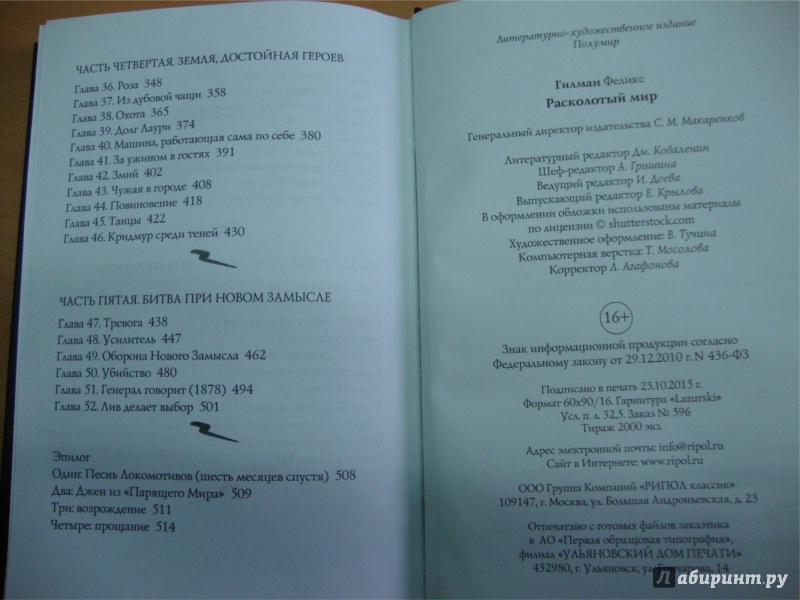 ЧАСТЬ ЧЕТВЕРТАЯ. ЗЕМЛЯ, ДОСТОЙНАЯ ГЕРОЕВ
Глава 36. Роза 348
Глава 37. Из дубовой чащи 358
Глава 38. Охота 365
Глава 39. Долг Лаури 374
Глава 40. Машина, работающая сама по себе 380
Глава 41. За ужином в гостях 391
Глава 42. Змий 402
Глава 43. Чужая в городе 408
Глава 44. Повиновение 418
Глава 45. Танцы 422
Глава 46. Кридмур среди теней 430
ЧАСТЬ ПЯТАЯ. БИТВА ПРИ НОВОМ ЗАМЫСЛЕ
Глава 47. Тревога 438
Глава 48. Усилитель 447
Глава 49. Оборона Нового Замысла 462
Глава 50. Убийство 480
Глава 51. Генерал говорит (1878) 494
Глава 52. Лив делает выбор 501
Эпилог
Один: Песнь Локомотивов (шесть месяцев спустя) 508
Два: Джен из «Парящего Мира» 509
Три: возрождение 511
Четыре: прощание 514
Литературно-художественное издание
Полумир
Гилман Феликс
Расколотый мир
Генеральный директор издательства С. М. Макаренков
Литературный редактор Дм. Коваленин
Шеф-редактор А. Гришина
Ведущий редактор И. Доева
Выпускающий редактор Е. Крылова
В оформлении обложки использованы материалы
по лицензии © shutterstock.com
Художественное оформление: В. Тучина
Компьютерная верстка: Т. Мосолова
Корректор Л. Агафонова
16+
Знак информационной продукции согласно
Федеральному закону от 29.12.2010 г. N 436-ФЗ
Подписано в печать 23.10.2015 г.
Формат 60х90/16. Гарнитура «Lazurski»
Усл. п. л. 32,5. Заказ № 596
Тираж 2000 экз.
Адрес электронной почты: info@ripol.ru
Сайт в Интернете: www.ripol.ru
ООО Группа Компаний «РИПОЛ классик»
109147, г. Москва, ул. Большая Андроньевская, д. 23
Отпечатано с готовых файлов заказчика
в АО «Первая образцовая типография»,
филиал «УЛЬЯНОВСКИЙ ДОМ ПЕЧАТИ»
432980, г. Ульяновск, ул. Гончарова, 14
Лабиринт.ру